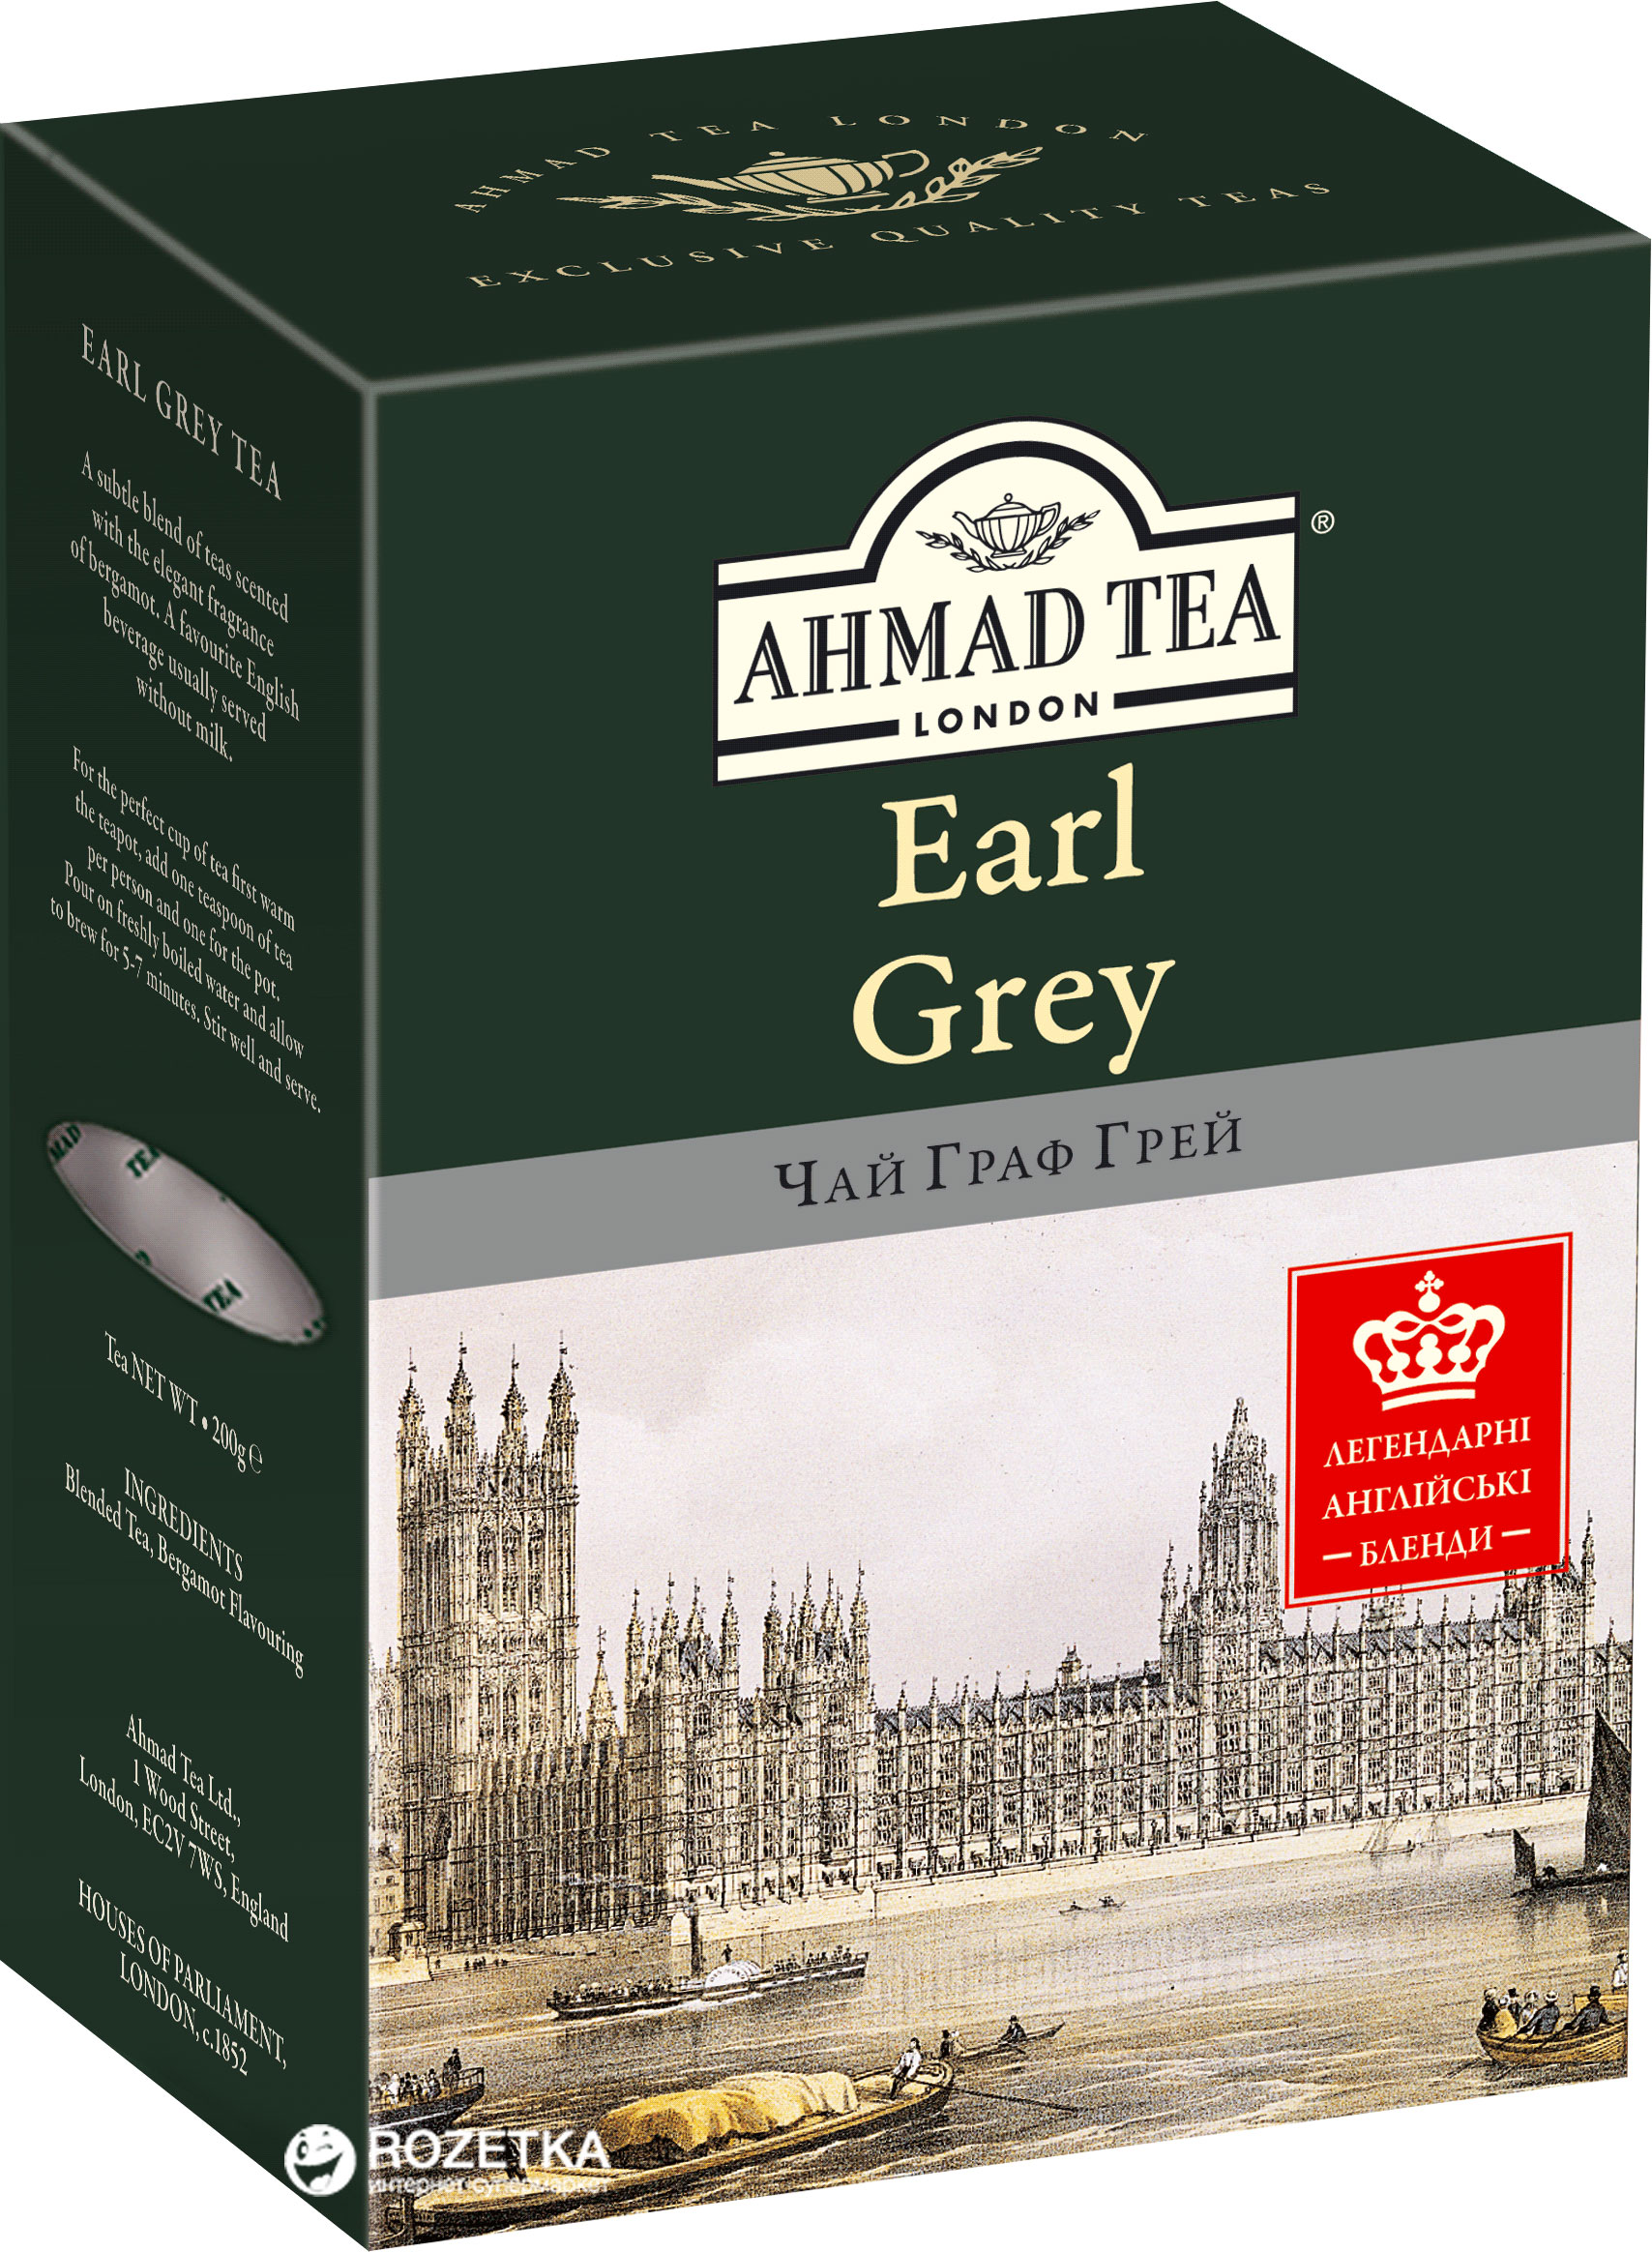 AHMAD TEA LONDON
EXCLUSIVE QUALITY TEAS
EARL GREY TEA
A subtle blend of teas scented
with the elegant fragrance
of bergamot. A favourite English
beverage usually served
without milk.
For the perfect cup of tea first warm
the teapot, add one teaspoon of tea
per person and one for the pot.
Pour on freshly boiled water and allow
to brew for 5-7 minutes. Stir well and serve.
TEA
TEA
Tea NET WT • 200g ℮
INGREDIENTS
Blended Tea, Bergamot Flavouring
Ahmad Tea Ltd.,
1 Wood Street,
London, EC2V 7WS, England
HOUSES OF PARLIAMENT,
LONDON, c.1852
AHMAD TEA ®
LONDON
Earl
Grey
ЧАЙ ГРАФ ГРЕЙ
ЛЕГЕНДАРНІ
АНГЛІЙСЬКІ
– БЛЕНДИ –
ROZETKA
интернет-супермаркет